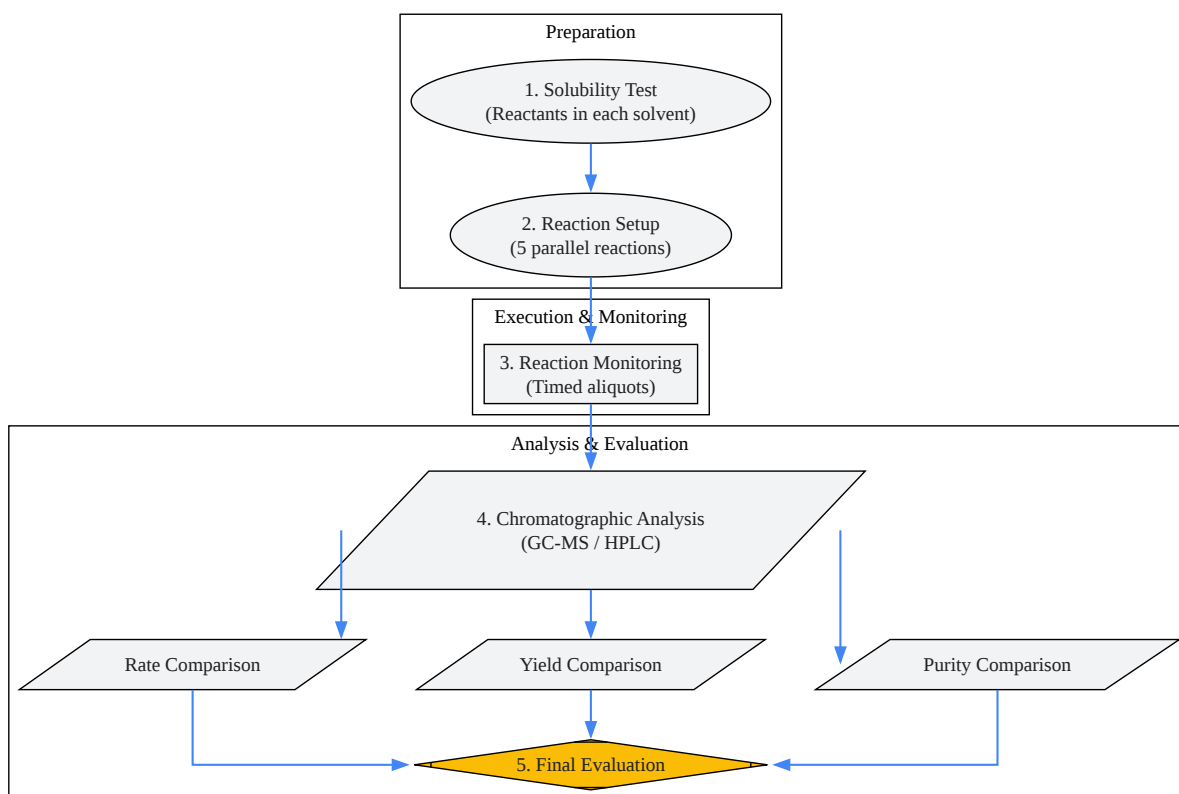 Preparation
1. Solubility Test
(Reactants in each solvent)
2. Reaction Setup
(5 parallel reactions)
Execution & Monitoring
3. Reaction Monitoring
(Timed aliquots)
Analysis & Evaluation
4. Chromatographic Analysis
(GC-MS / HPLC)
Rate Comparison
Yield Comparison
Purity Comparison
5. Final Evaluation